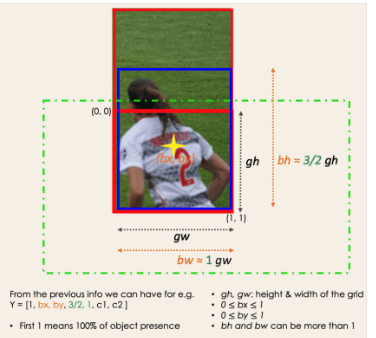 (0, 0)
(bx, by)
2
gh
bh = 3/2 gh
(1, 1)
gw
bw = 1 gw
From the previous info we can have for e.g.
Y = [1, bx, by, 3/2, 1, c1, c2 ]
• First 1 means 100% of object presence
• gh, gw: height & width of the grid
• 0 ≤ bx ≤ 1
• 0 ≤ by ≤ 1
• bh and bw can be more than 1